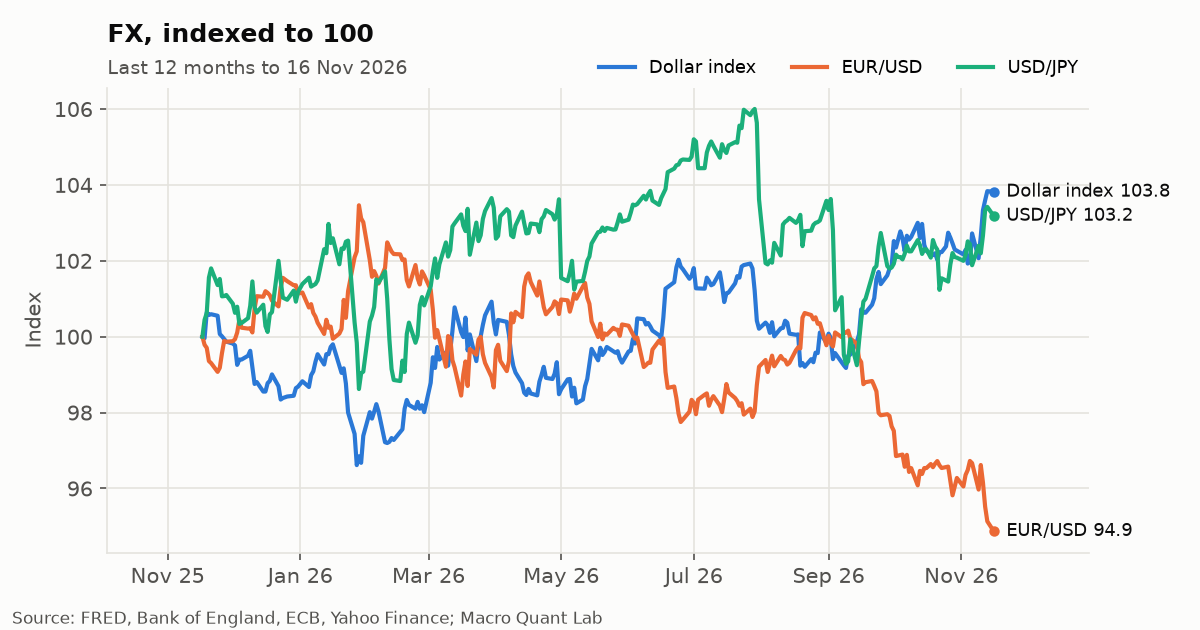 FX, indexed to 100
Last 12 months to 16 Nov 2026
Dollar index
EUR/USD
USD/JPY
106
104
102
100
98
96
Index
Dollar index 103.8
USD/JPY 103.2
EUR/USD 94.9
Nov 25
Jan 26
Mar 26
May 26
Jul 26
Sep 26
Nov 26
Source: FRED, Bank of England, ECB, Yahoo Finance; Macro Quant Lab